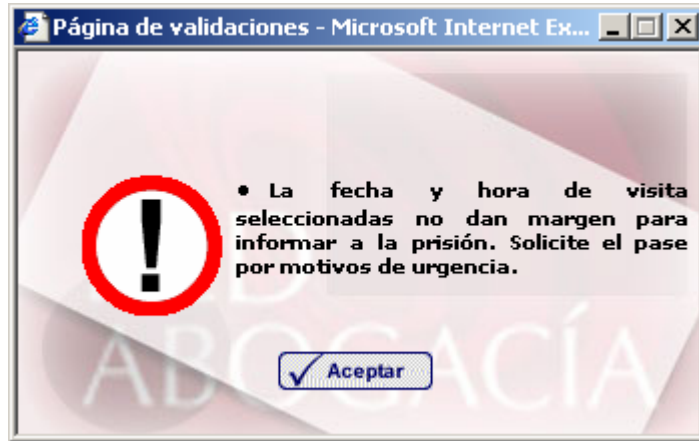 Página de validaciones - Microsoft Internet Ex...
• La fecha y hora de visita
seleccionadas no dan margen para
informar a la prisión. Solicite el pase
por motivos de urgencia.
Aceptar
ED
ABOGACÍA